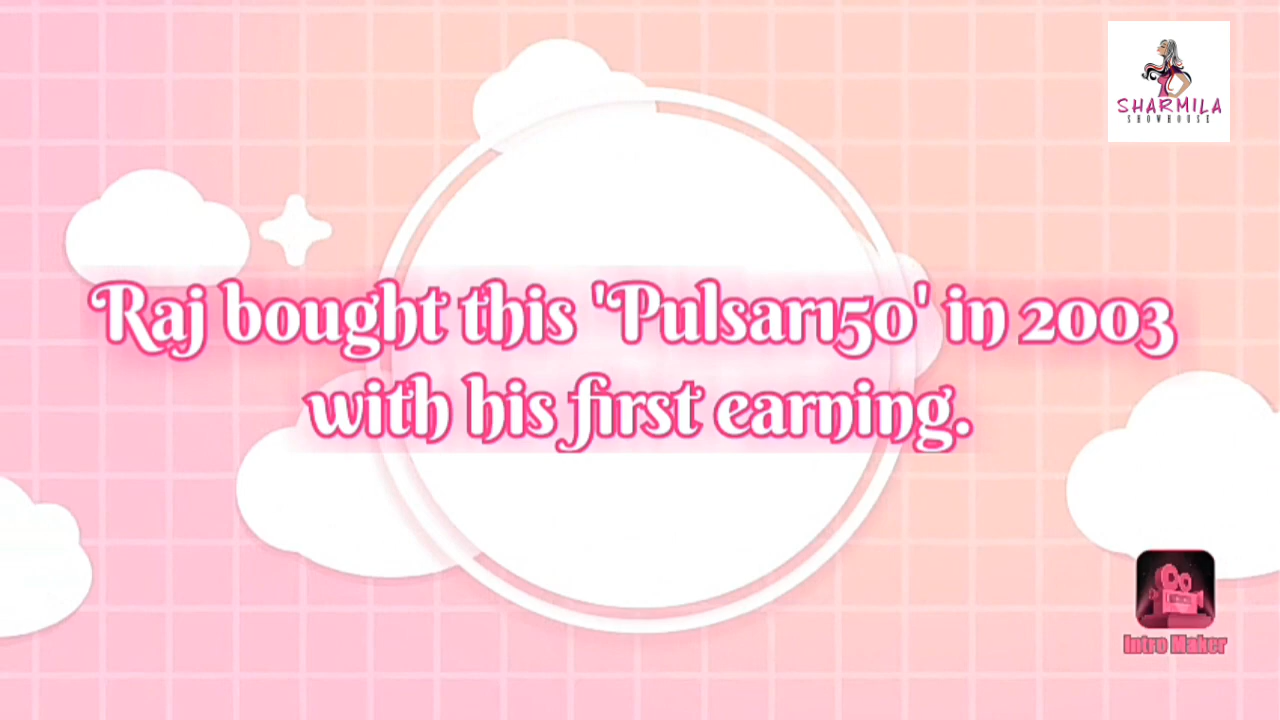 SHARMILA
SHOWHOUSE
Raj bought this 'Pulsar150' in 2003
with his first earning.
Intro Maker